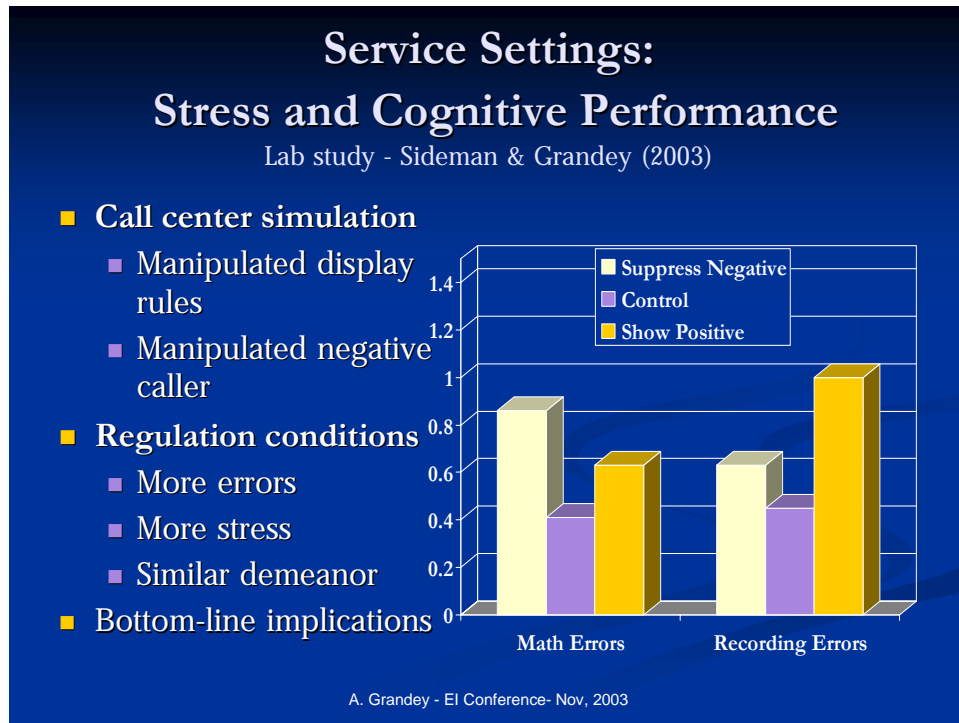 Service Settings:
Stress and Cognitive Performance
Lab study - Sideman & Grandey (2003)
Call center simulation
Manipulated display
rules
Manipulated negative
caller
Regulation conditions
More errors
More stress
Similar demeanor
Bottom-line implications
Suppress Negative
Control
Show Positive
1.4
1.2
1
0.8
0.6
0.4
0.2
0
Math Errors
Recording Errors
A. Grandey - EI Conference- Nov, 2003